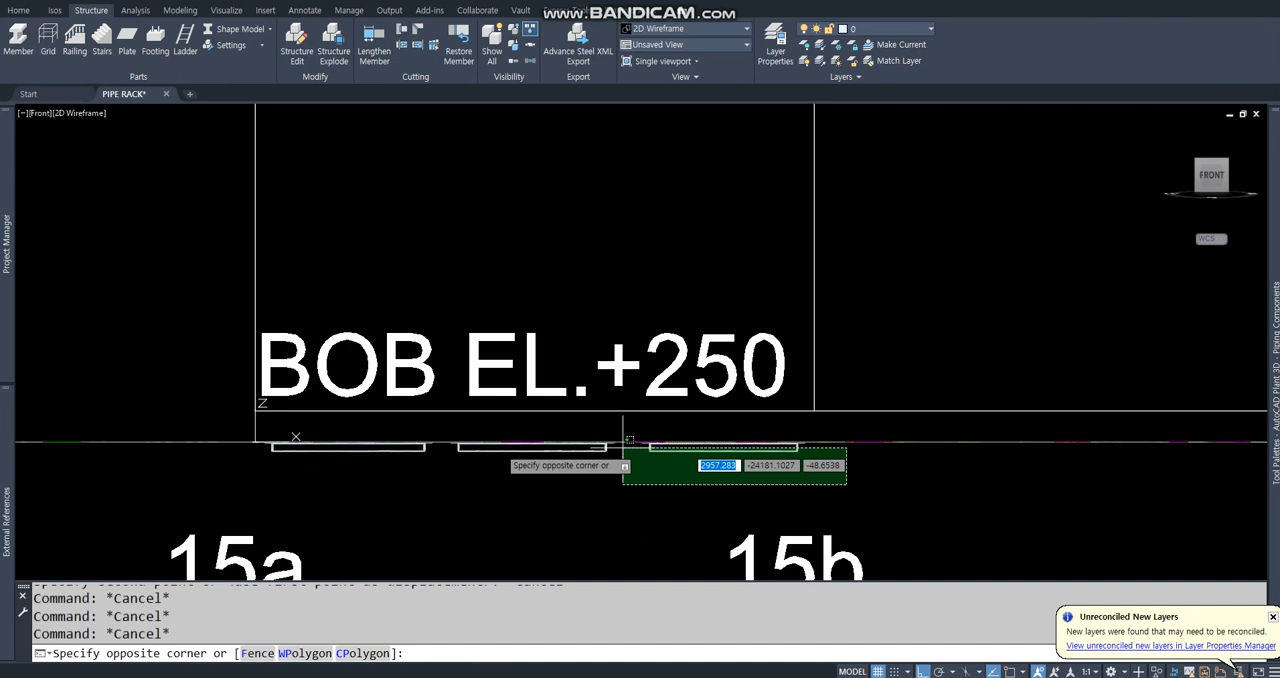 Home Isos Structure Analysis Modeling Visualize Insert Annotate Manage Output Add-ins Collaborate Vault
www.BANDICAM.com
Member Grid Railing Stairs Plate Footing Ladder
Shape Model
Settings
Parts
Structure Edit
Structure Explode
Modify
Lengthen Member
Restore Member
Cutting
Show All
Visibility
Advance Steel XML Export
Export
2D Wireframe
Unsaved View
Single viewport
View
Layer Properties
0
Make Current
Match Layer
Layers
Start PIPE RACK*
[−][Front][2D Wireframe]
FRONT
WCS
Project Manager
External References
Tool Palettes - AutoCAD Plant 3D - Piping Components
BOB EL.+250
Z
Specify opposite corner or
2957.283 -24181.1027 -48.6538
15a 15b
Command: *Cancel*
Command: *Cancel*
Command: *Cancel*
Specify opposite corner or [Fence WPolygon CPolygon]:
Unreconciled New Layers
New layers were found that may need to be reconciled.
View unreconciled new layers in Layer Properties Manager
MODEL 1:1